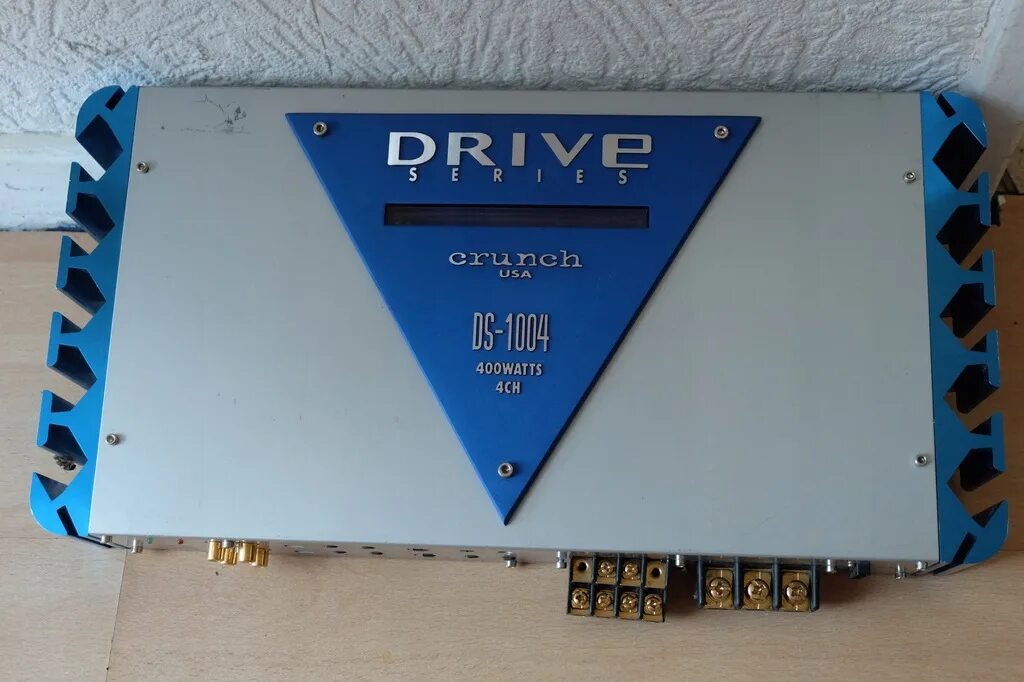 DRIVe
SERIES
crunch
USA
DS-1004
400WATTS
4CH